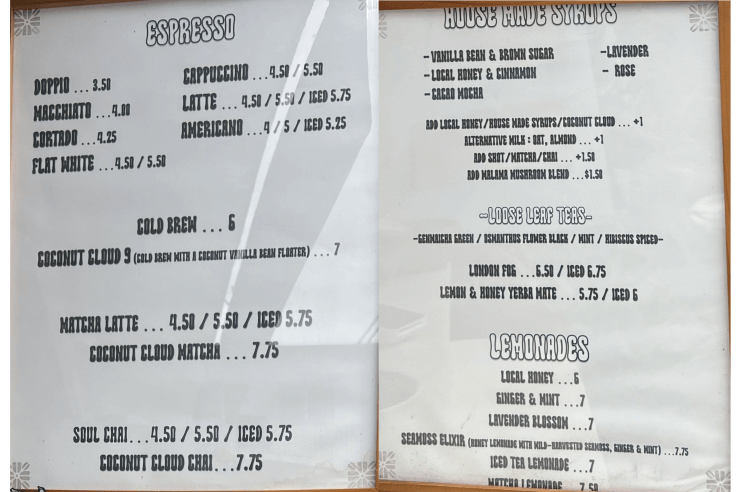 ESPRESSO
DOPPIO ... 3.50
MACCHIATO ... 4.00
CORTADO ... 4.25
FLAT WHITE ... 4.50 / 5.50
CAPPUCCINO ... 4.50 / 5.50
LATTE ... 4.50 / 5.50 / ICED 5.75
AMERICANO ... 4 / 5 / ICED 5.25
COLD BREW ... 6
COCONUT CLOUD 9 (COLD BREW WITH A COCONUT VANILLA BEAN FLOATER) ... 7
MATCHA LATTE ... 4.50 / 5.50 / ICED 5.75
COCONUT CLOUD MATCHA ... 7.75
SOUL CHAI...4.50 / 5.50 / ICED 5.75
COCONUT CLOUD CHAI...7.75
HOUSE MADE SYRUPS
-VANILLA BEAN & BROWN SUGAR
-LOCAL HONEY & CINNAMON
-CACAO MOCHA
-LAVENDER
- ROSE
ADD LOCAL HONEY/HOUSE MADE SYRUPS/COCONUT CLOUD ... +1
ALTERNATIVE MILK : OAT, ALMOND ... +1
ADD SHOT/MATCHA/CHAI ... +1.50
ADD MALAMA MUSHROOM BLEND ...$1.50
-LOOSE LEAF TEAS-
-GENMAICHA GREEN / OSMANTHUS FLOWER BLACK / MINT / HIBISCUS SPICED-
LONDON FOG ...6.50 / ICED 6.75
LEMON & HONEY YERBA MATE ... 5.75 / ICED 6
LEMONADES
LOCAL HONEY ...6
GINGER & MINT ...7
LAVENDER BLOSSOM ...7
SEAMOSS ELIXIR (HONEY LEMONADE WITH WILD-HARVESTED SEAMOSS, GINGER & MINT) ...7.75
ICED TEA LEMONADE ...7
MATCHA LEMONADE ...7.50